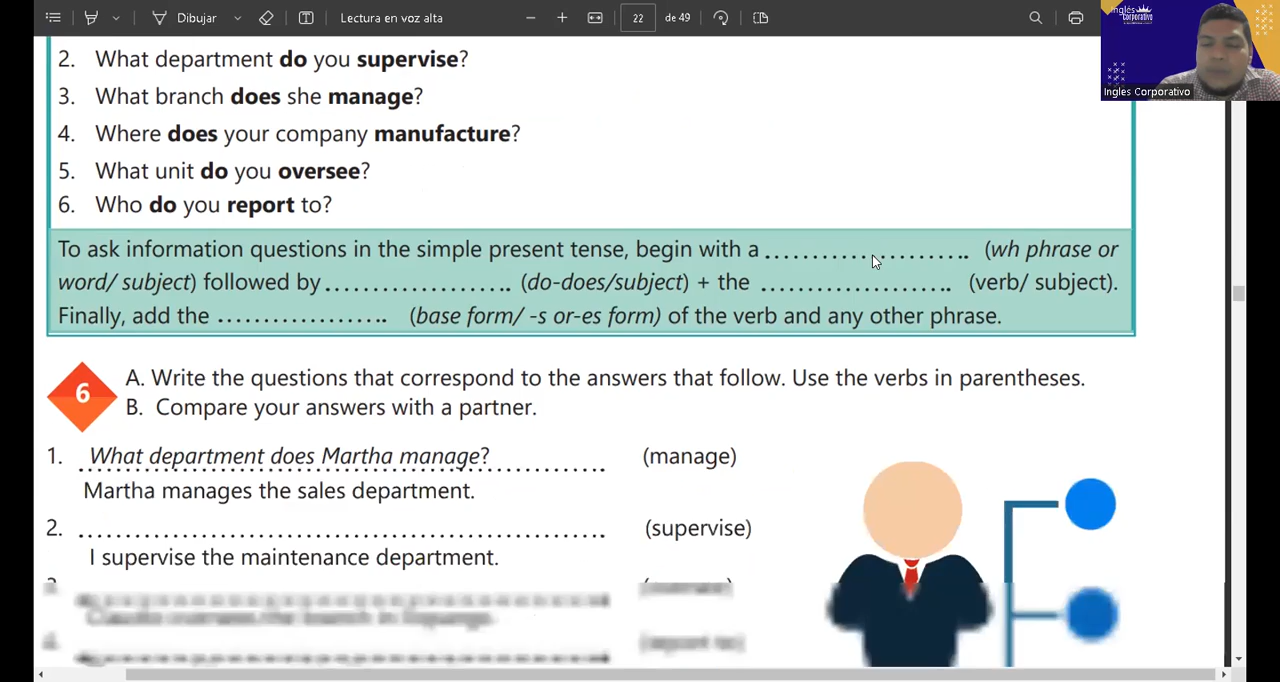 Dibujar
Lectura en voz alta
22
de 49
Inglés
Corporativo
Ingles Corporativo
2. What department do you supervise?
3. What branch does she manage?
4. Where does your company manufacture?
5. What unit do you oversee?
6. Who do you report to?
To ask information questions in the simple present tense, begin with a ...................... (wh phrase or
word/ subject) followed by .................... (do-does/subject) + the ..................... (verb/ subject).
Finally, add the .................. (base form/ -s or-es form) of the verb and any other phrase.
6
A. Write the questions that correspond to the answers that follow. Use the verbs in parentheses.
B. Compare your answers with a partner.
1. What department does Martha manage? (manage)
Martha manages the sales department.
2. ............................................................ (supervise)
I supervise the maintenance department.
4.